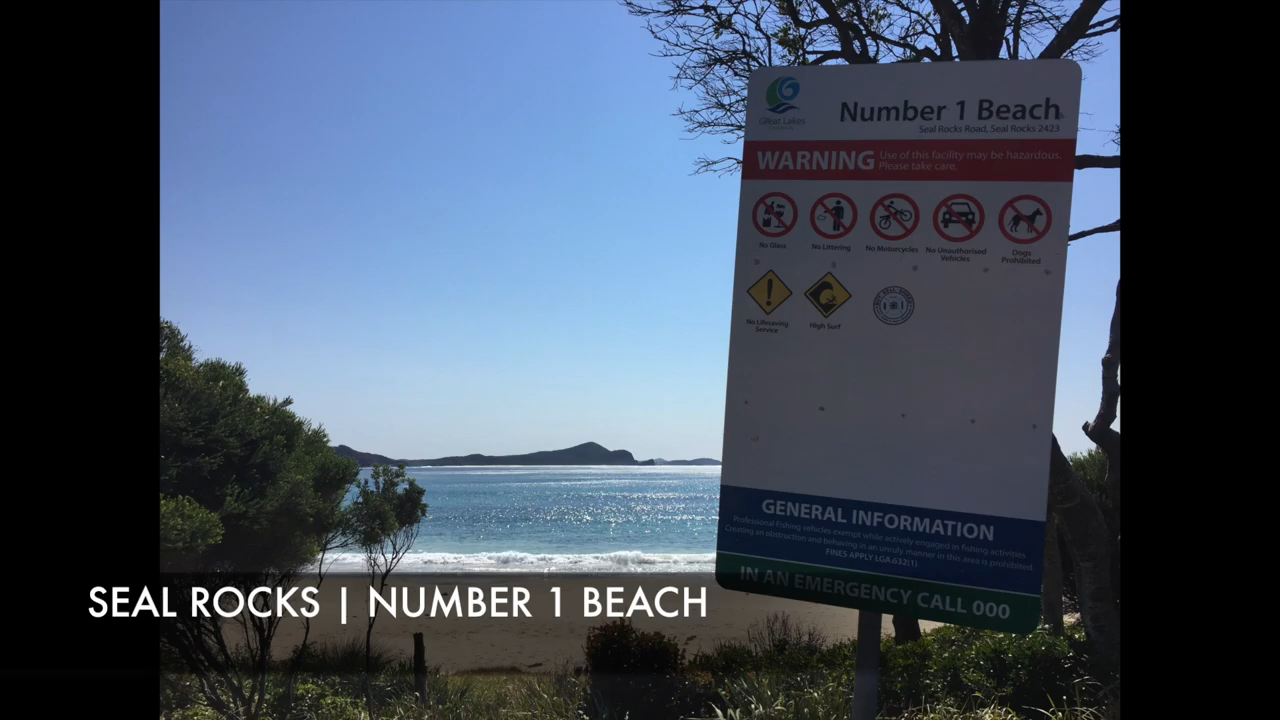 GReat Lakes
Number 1 Beach
Seal Rocks Road, Seal Rocks 2423
WARNING
Use of this facility may be hazardous.
Please take care.
No Glass
No Littering
No Motorcycles
No Unauthorised
Vehicles
Dogs
Prohibited
No Lifesaving
Service
High Surf
GENERAL INFORMATION
Professional Fishing vehicles exempt while actively engaged in fishing activities
Creating an obstruction and behaving in an unruly manner in this area is prohibited.
FINES APPLY LGA.632(1)
IN AN EMERGENCY CALL 000
SEAL ROCKS | NUMBER 1 BEACH